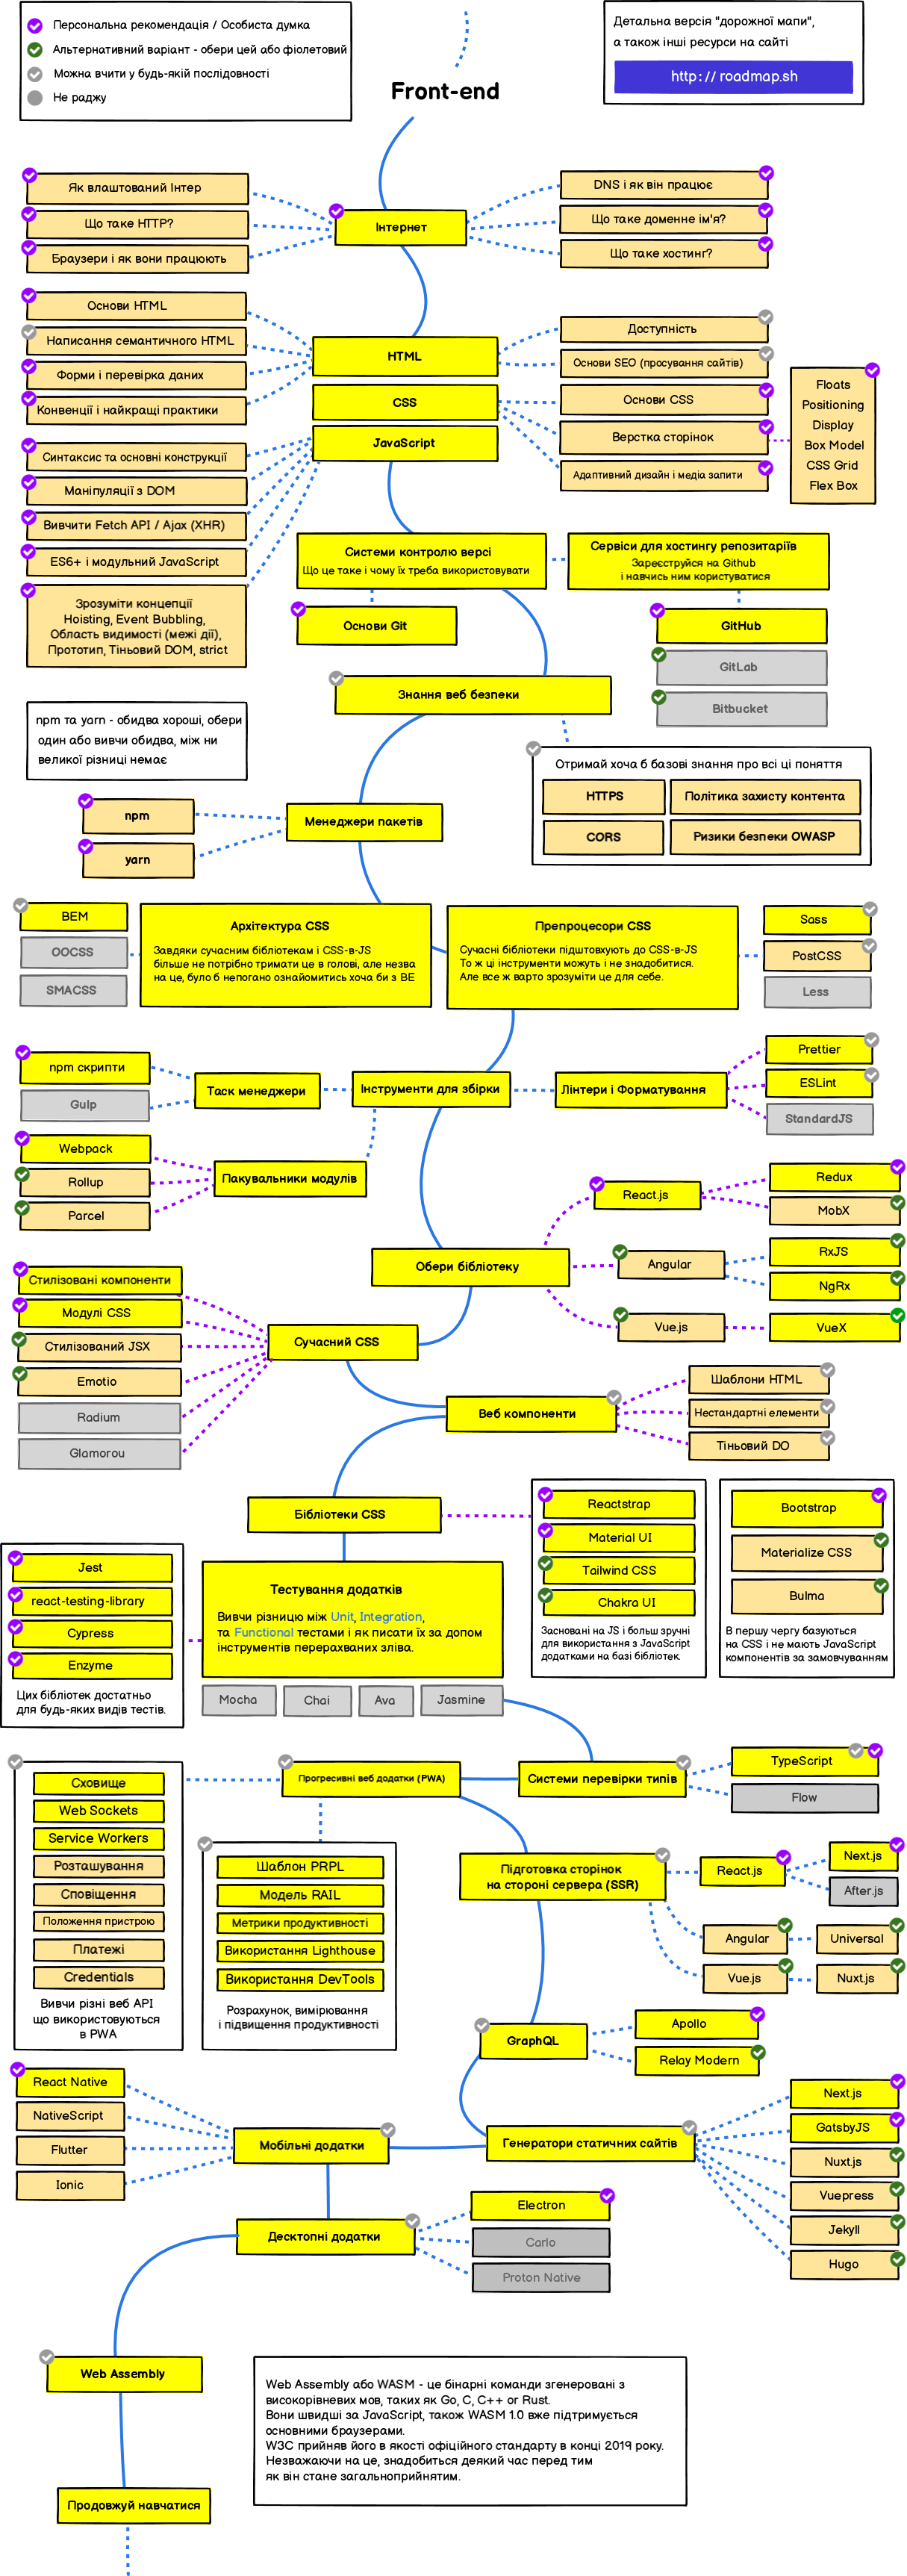 Персональна рекомендація / Особиста думка
Альтернативний варіант - обери цей або фіолетовий
Можна вчити у будь-якій послідовності
Не раджу
Детальна версія "дорожньої мапи",
а також інші ресурси на сайті
http://roadmap.sh
Front-end
Як влаштований Інтер
Що таке HTTP?
Браузери і як вони працюють
Інтернет
DNS і як він працює
Що таке доменне ім'я?
Що таке хостинг?
Основи HTML
Написання семантичного HTML
Форми і перевірка даних
Конвенції і найкращі практики
HTML
CSS
JavaScript
Доступність
Основи SEO (просування сайтів)
Основи CSS
Верстка сторінок
Адаптивний дизайн і медіа запити
Floats
Positioning
Display
Box Model
CSS Grid
Flex Box
Синтаксис та основні конструкції
Маніпуляції з DOM
Вивчити Fetch API / Ajax (XHR)
ES6+ і модульний JavaScript
Зрозуміти концепції
Hoisting, Event Bubbling,
Область видимості (межі дії),
Прототип, Тіньовий DOM, strict
Системи контролю версі
Що це таке і чому їх треба використовувати
Сервіси для хостингу репозитаріїв
Зареєструйся на Github
і навчись ним користуватися
Основи Git
GitHub
GitLab
Bitbucket
Знання веб безпеки
npm та yarn - обидва хороші, обери
один або вивчи обидва, між ни
великої різниці немає
Отримай хоча б базові знання про всі ці поняття
HTTPS
Політика захисту контента
CORS
Ризики безпеки OWASP
npm
yarn
Менеджери пакетів
BEM
OOCSS
SMACSS
Архітектура CSS
Завдяки сучасним бібліотекам і CSS-в-JS
більше не потрібно тримати це в голові, але незва
на це, було б непогано ознайомитись хоча би з BE
Препроцесори CSS
Сучасні бібліотеки підштовхують до CSS-в-JS
То ж ці інструменти можуть і не знадобитися.
Але все ж варто зрозуміти це для себе.
Sass
PostCSS
Less
npm скрипти
Gulp
Таск менеджери
Інструменти для збірки
Лінтери і Форматування
Prettier
ESLint
StandardJS
Webpack
Rollup
Parcel
Пакувальники модулів
React.js
Redux
MobX
Обери бібліотеку
Angular
RxJS
NgRx
Vue.js
VueX
Стилізовані компоненти
Модулі CSS
Стилізований JSX
Emotio
Radium
Glamorou
Сучасний CSS
Веб компоненти
Шаблони HTML
Нестандартні елементи
Тіньовий DO
Бібліотеки CSS
Reactstrap
Material UI
Tailwind CSS
Chakra UI
Засновані на JS і больш зручні
для використання з JavaScript
додатками на базі бібліотек.
Bootstrap
Materialize CSS
Bulma
В першу чергу базуються
на CSS і не мають JavaScript
компонентів за замовчуванням
Jest
react-testing-library
Cypress
Enzyme
Цих бібліотек достатньо
для будь-яких видів тестів.
Тестування додатків
Вивчи різницю між Unit, Integration,
та Functional тестами і як писати їх за допом
інструментів перерахваних зліва.
Mocha
Chai
Ava
Jasmine
Сховище
Web Sockets
Service Workers
Розташування
Сповіщення
Положення пристрою
Платежі
Credentials
Вивчи різні веб API
що використовуються
в PWA
Прогресивні веб додатки (PWA)
Системи перевірки типів
TypeScript
Flow
Шаблон PRPL
Модель RAIL
Метрики продуктивності
Використання Lighthouse
Використання DevTools
Розрахунок, вимірювання
і підвищення продуктивності
Підготовка сторінок
на стороні сервера (SSR)
React.js
Next.js
After.js
Angular
Universal
Vue.js
Nuxt.js
GraphQL
Apollo
Relay Modern
React Native
NativeScript
Flutter
Ionic
Мобільні додатки
Генератори статичних сайтів
Next.js
GatsbyJS
Nuxt.js
Vuepress
Jekyll
Hugo
Десктопні додатки
Electron
Carlo
Proton Native
Web Assembly
Web Assembly або WASM - це бінарні команди згенеровані з
високорівневих мов, таких як Go, C, C++ or Rust.
Вони швидші за JavaScript, також WASM 1.0 вже підтримується
основними браузерами.
W3C прийняв його в якості офіційного стандарту в конці 2019 року.
Незважаючи на це, знадобиться деякий час перед тим
як він стане загальноприйнятим.
Продовжуй навчатися